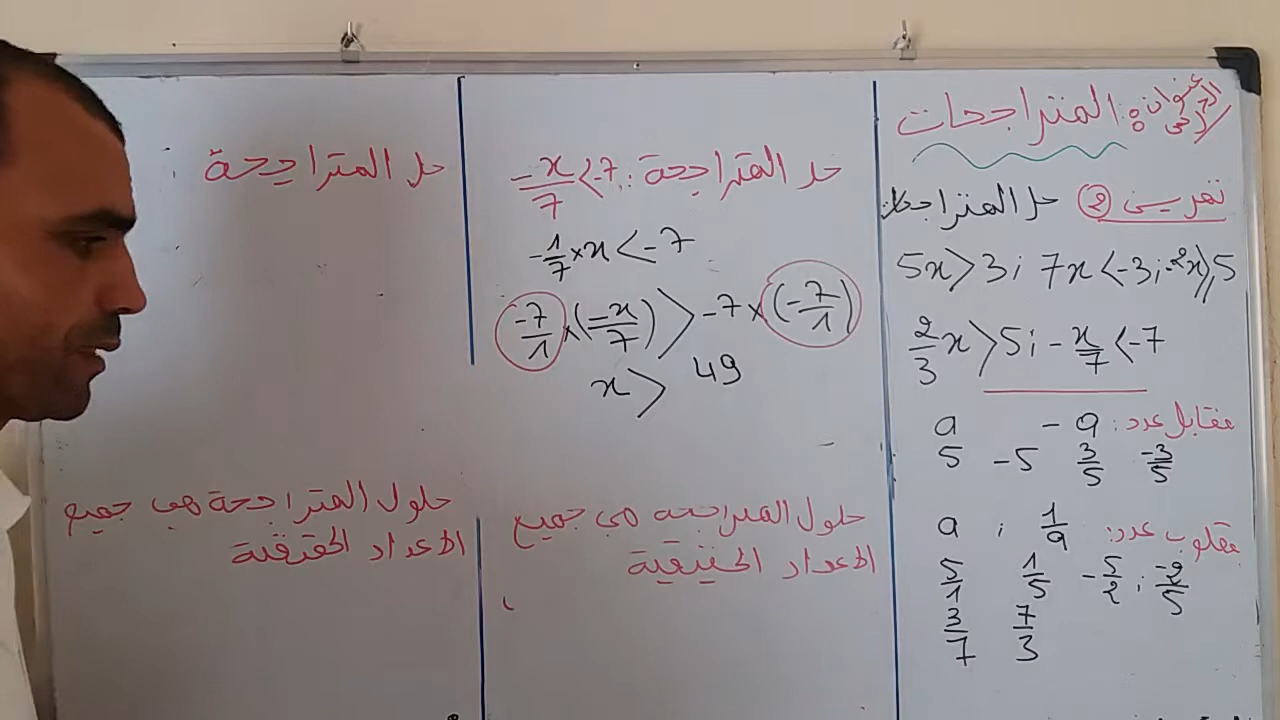 عنوان الدرس: المتراجحات
تمرين 2 حل المتراجحات
5x > 3 ; 7x < -3 ; -2x ≥ 5
2/3 x > 5 ; -x/7 < -7
مقابل عدد: a -a
5 -5 3/5 -3/5
مقلوب عدد: a ; 1/a
5/1 1/5 -5/2 ; -2/5
3/7 7/3
حل المتراجحة: -x/7 < -7
-1/7 × x < -7
-7/1 × (-x/7) > -7 × (-7/1)
x > 49
حلول المتراجحة هي جميع
الاعداد الحقيقية
حل المتراجحة :
حلول المتراجحة هي جميع
الاعداد الحقيقية